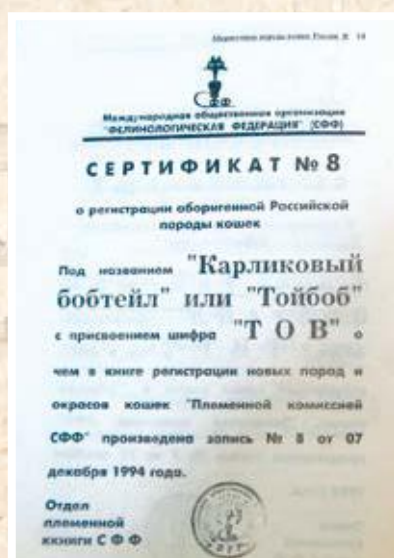 СФФ
Международная общественная организация
"ФЕЛИНОЛОГИЧЕСКАЯ ФЕДЕРАЦИЯ" (СФФ)
СЕРТИФИКАТ № 8
о регистрации аборигенной Российской
породы кошек
Под названием "Карликовый
бобтейл" или "Тойбоб"
с присвоением шифра "Т О В" о
чем в книге регистрации новых пород и
окрасов кошек "Племенной комиссией
СФФ" произведена запись № 8 от 07
декабря 1994 года.
Отдел
племенной
ккниги С Ф Ф